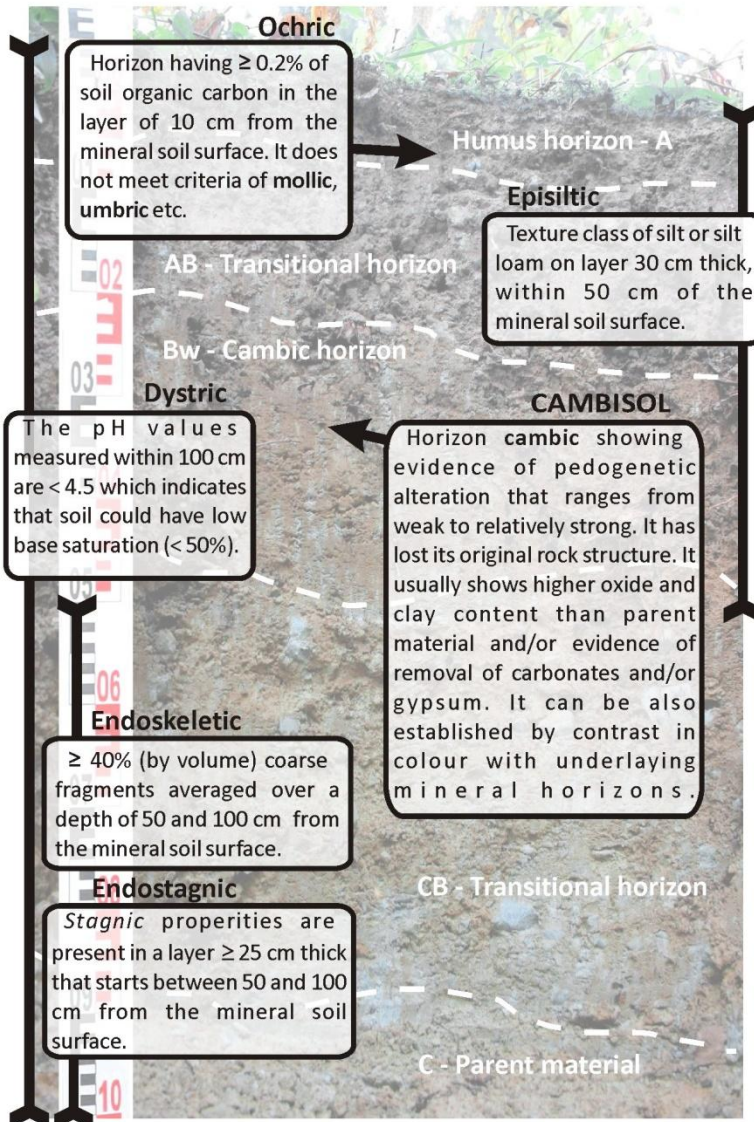 Ochric
Horizon having ≥ 0.2% of
soil organic carbon in the
layer of 10 cm from the
mineral soil surface. It does
not meet criteria of mollic,
umbric etc.
Humus horizon - A
Episiltic
Texture class of silt or silt
loam on layer 30 cm thick,
within 50 cm of the
mineral soil surface.
AB - Transitional horizon
02
Bw - Cambic horizon
03
Dystric
The pH values
measured within 100 cm
are < 4.5 which indicates
that soil could have low
base saturation (< 50%).
CAMBISOL
Horizon cambic showing
evidence of pedogenetic
alteration that ranges from
weak to relatively strong. It has
lost its original rock structure. It
usually shows higher oxide and
clay content than parent
material and/or evidence of
removal of carbonates and/or
gypsum. It can be also
established by contrast in
colour with underlaying
mineral horizons.
05
06
Endoskeletic
≥ 40% (by volume) coarse
fragments averaged over a
depth of 50 and 100 cm from
the mineral soil surface.
08
Endostagnic
Stagnic properities are
present in a layer ≥ 25 cm thick
that starts between 50 and 100
cm from the mineral soil
surface.
CB - Transitional horizon
09
C - Parent material
10